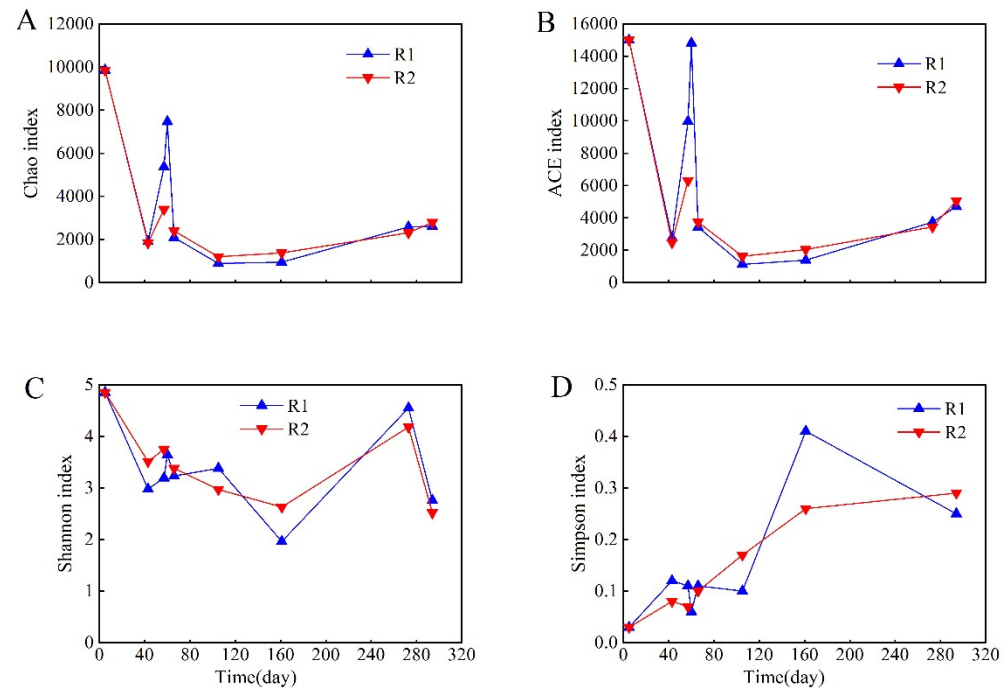 A
12000
10000
8000
6000
4000
2000
0
Chao index
R1
R2
B
16000
14000
12000
10000
8000
6000
4000
2000
0
ACE index
R1
R2
C
5
4
3
2
1
0
Shannon index
R1
R2
0 40 80 120 160 200 240 280 320
Time(day)
D
0.5
0.4
0.3
0.2
0.1
0.0
Simpson index
R1
R2
0 40 80 120 160 200 240 280 320
Time(day)